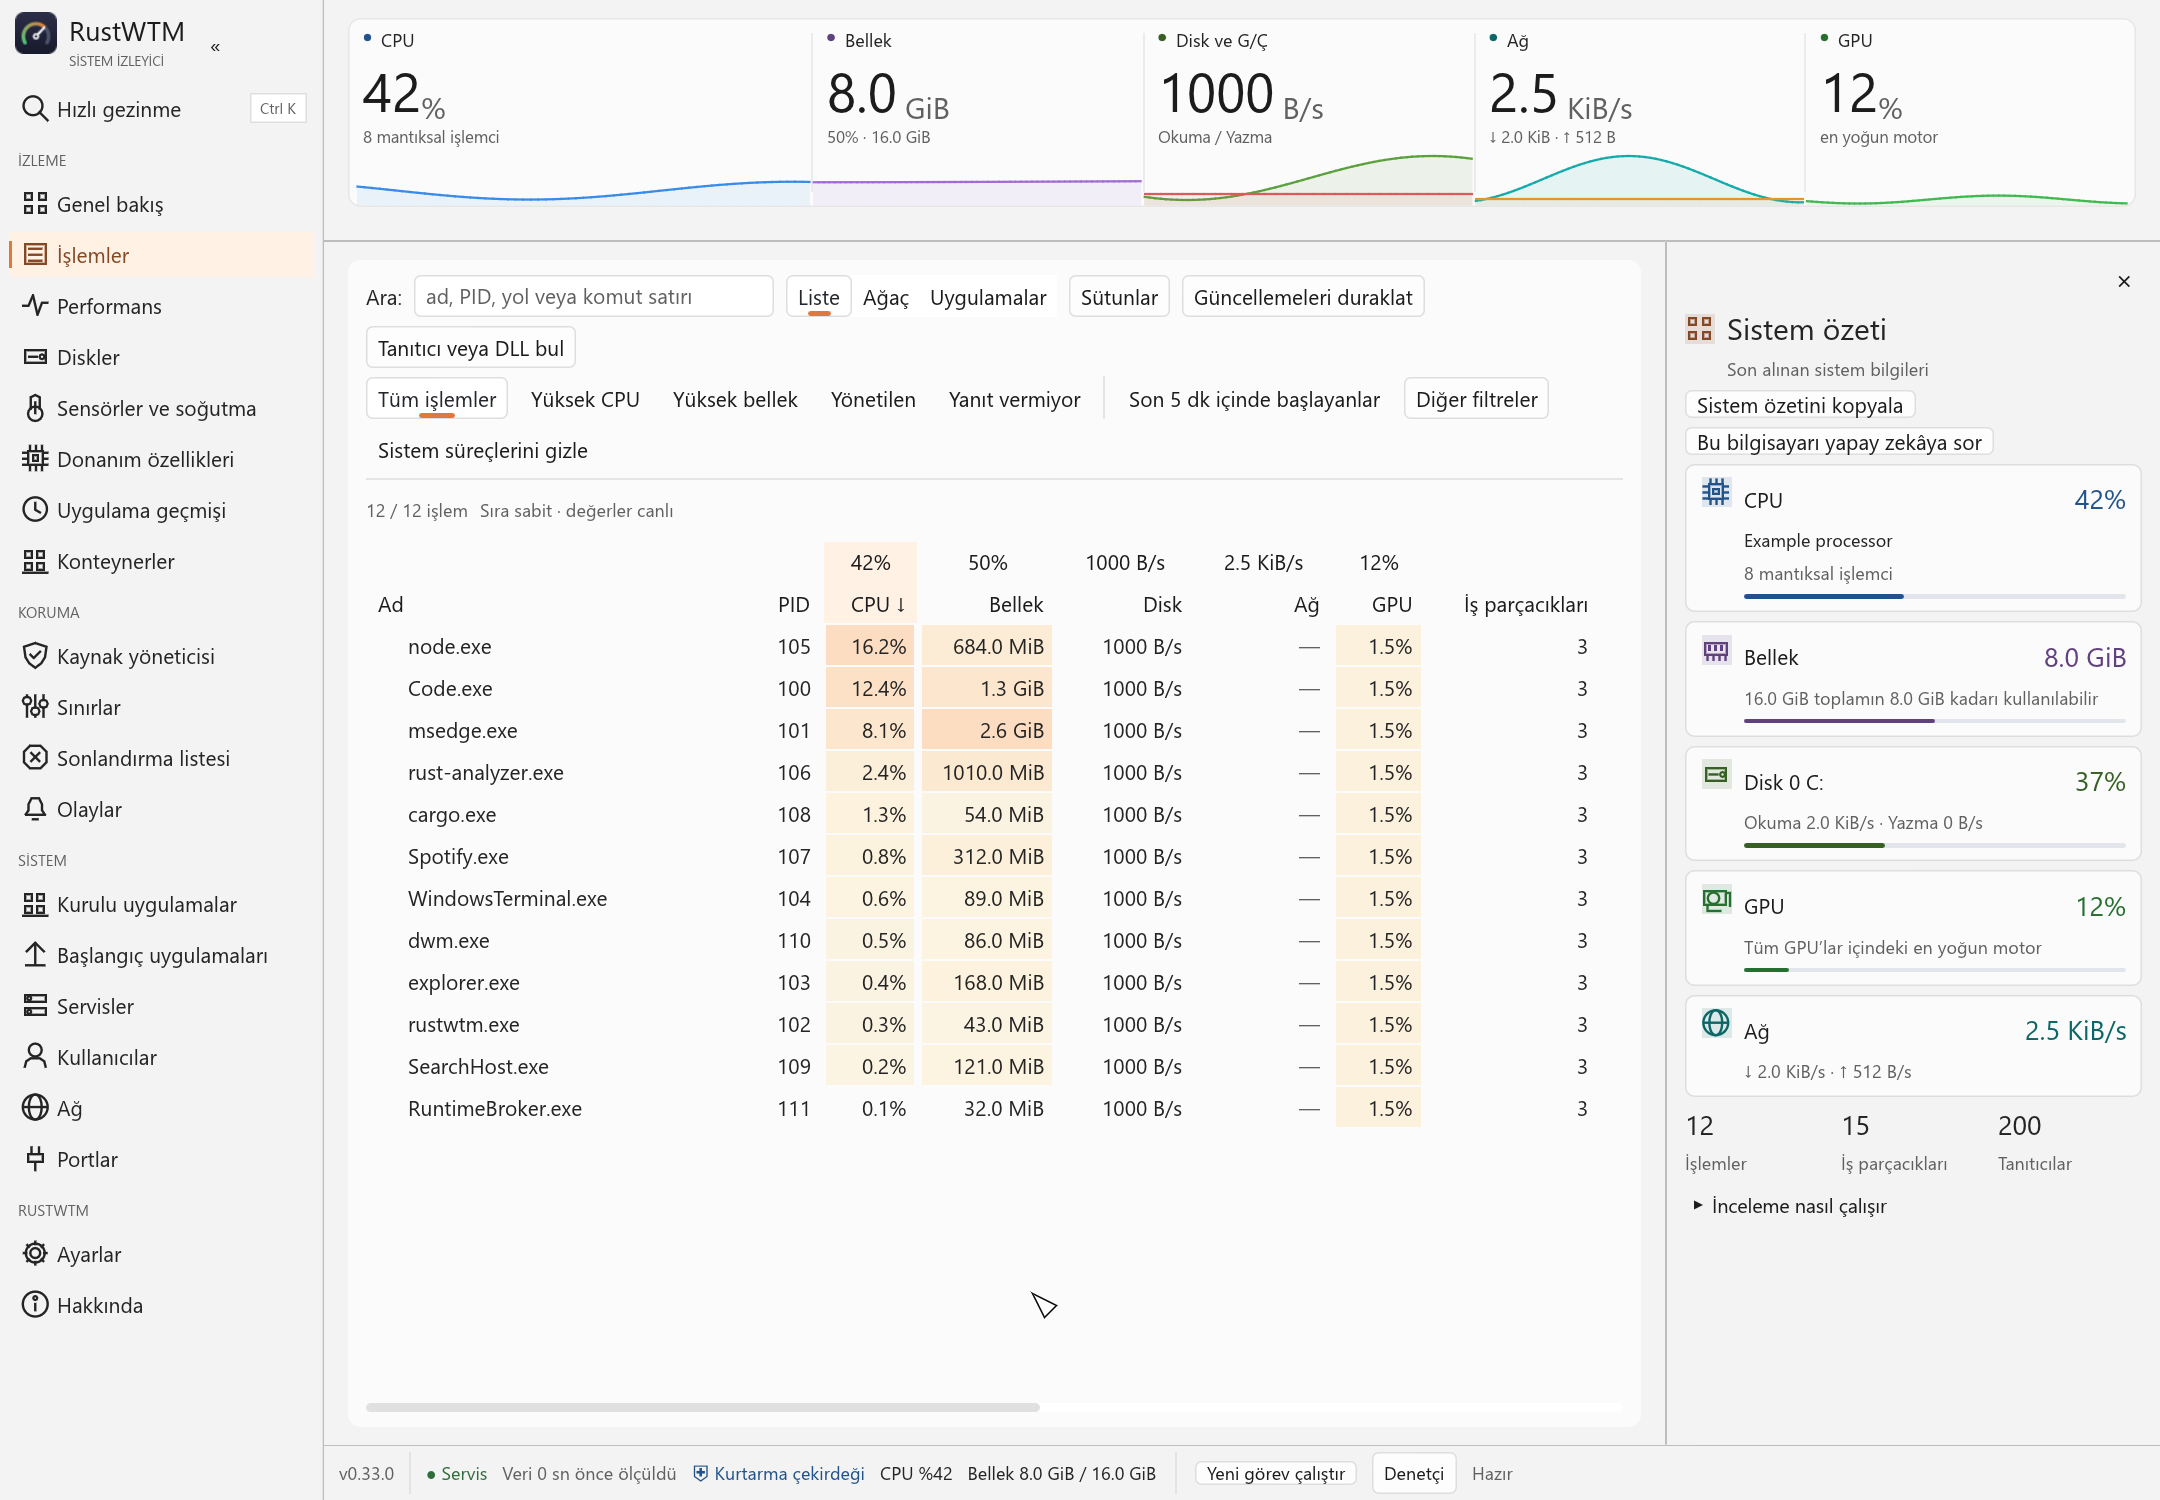 RustWTM
SİSTEM İZLEYİCİ
«
Hızlı gezinme
Ctrl K
İZLEME
Genel bakış
İşlemler
Performans
Diskler
Sensörler ve soğutma
Donanım özellikleri
Uygulama geçmişi
Konteynerler
KORUMA
Kaynak yöneticisi
Sınırlar
Sonlandırma listesi
Olaylar
SİSTEM
Kurulu uygulamalar
Başlangıç uygulamaları
Servisler
Kullanıcılar
Ağ
Portlar
RUSTWTM
Ayarlar
Hakkında
CPU
42%
8 mantıksal işlemci
Bellek
8.0 GiB
50% · 16.0 GiB
Disk ve G/Ç
1000 B/s
Okuma / Yazma
Ağ
2.5 KiB/s
↓ 2.0 KiB · ↑ 512 B
GPU
12%
en yoğun motor
Ara: ad, PID, yol veya komut satırı Liste Ağaç Uygulamalar Sütunlar Güncellemeleri duraklat
Tanıtıcı veya DLL bul
Tüm işlemler Yüksek CPU Yüksek bellek Yönetilen Yanıt vermiyor Son 5 dk içinde başlayanlar Diğer filtreler
Sistem süreçlerini gizle
12 / 12 işlem Sıra sabit · değerler canlı
42% 50% 1000 B/s 2.5 KiB/s 12%
Ad PID CPU ↓ Bellek Disk Ağ GPU İş parçacıkları
node.exe 105 16.2% 684.0 MiB 1000 B/s — 1.5% 3
Code.exe 100 12.4% 1.3 GiB 1000 B/s — 1.5% 3
msedge.exe 101 8.1% 2.6 GiB 1000 B/s — 1.5% 3
rust-analyzer.exe 106 2.4% 1010.0 MiB 1000 B/s — 1.5% 3
cargo.exe 108 1.3% 54.0 MiB 1000 B/s — 1.5% 3
Spotify.exe 107 0.8% 312.0 MiB 1000 B/s — 1.5% 3
WindowsTerminal.exe 104 0.6% 89.0 MiB 1000 B/s — 1.5% 3
dwm.exe 110 0.5% 86.0 MiB 1000 B/s — 1.5% 3
explorer.exe 103 0.4% 168.0 MiB 1000 B/s — 1.5% 3
rustwtm.exe 102 0.3% 43.0 MiB 1000 B/s — 1.5% 3
SearchHost.exe 109 0.2% 121.0 MiB 1000 B/s — 1.5% 3
RuntimeBroker.exe 111 0.1% 32.0 MiB 1000 B/s — 1.5% 3
×
Sistem özeti
Son alınan sistem bilgileri
Sistem özetini kopyala
Bu bilgisayarı yapay zekâya sor
CPU 42%
Example processor
8 mantıksal işlemci
Bellek 8.0 GiB
16.0 GiB toplamın 8.0 GiB kadarı kullanılabilir
Disk 0 C: 37%
Okuma 2.0 KiB/s · Yazma 0 B/s
GPU 12%
Tüm GPU'lar içindeki en yoğun motor
Ağ 2.5 KiB/s
↓ 2.0 KiB/s · ↑ 512 B/s
12 15 200
İşlemler İş parçacıkları Tanıtıcılar
İnceleme nasıl çalışır
v0.33.0 Servis Veri 0 sn önce ölçüldü Kurtarma çekirdeği CPU %42 Bellek 8.0 GiB / 16.0 GiB Yeni görev çalıştır Denetçi Hazır